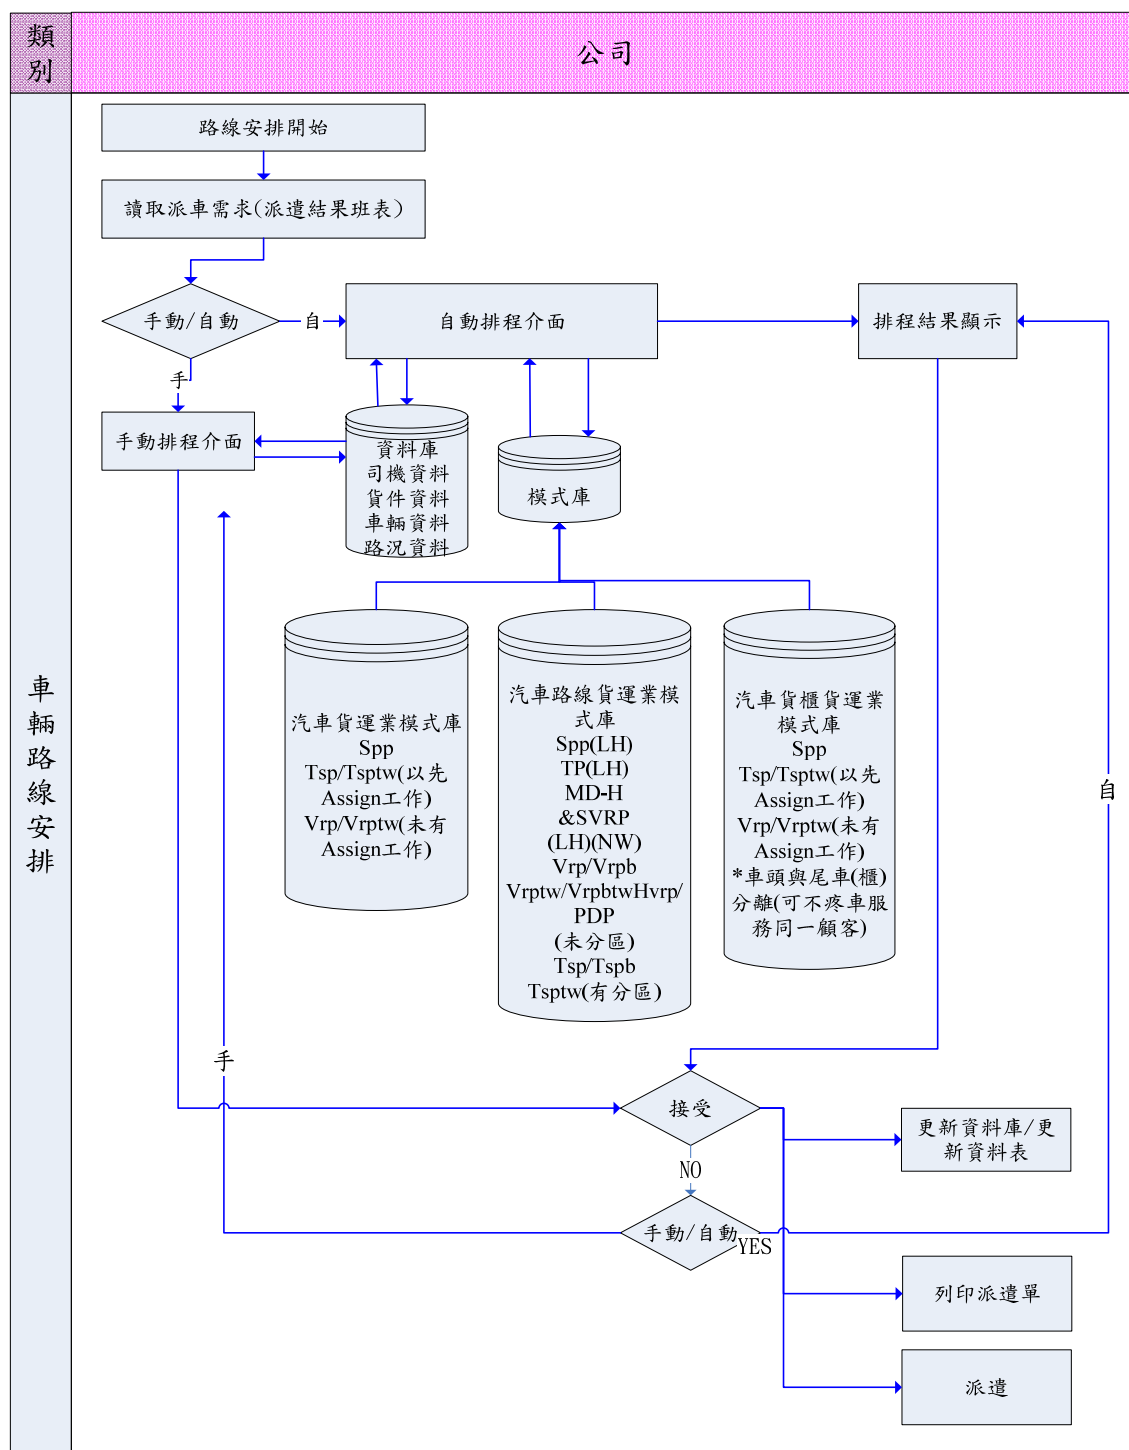 類
別
公司
路線安排開始
讀取派車需求(派遣結果班表)
手動/自動
自
自動排程介面
排程結果顯示
手
手動排程介面
資料庫
司機資料
貨件資料
車輛資料
路況資料
模式庫
汽車貨運業模式庫
Spp
Tsp/Tsptw(以先
Assign工作)
Vrp/Vrptw(未有
Assign工作)
汽車路線貨運業模
式庫
Spp(LH)
TP(LH)
MD-H
&SVRP
(LH)(NW)
Vrp/Vrpb
Vrptw/VrpbtwHvrp/
PDP
(未分區)
Tsp/Tspb
Tsptw(有分區)
汽車貨櫃貨運業
模式庫
Spp
Tsp/Tsptw(以先
Assign工作)
Vrp/Vrptw(未有
Assign工作)
*車頭與尾車(櫃)
分離(可不疼車服
務同一顧客)
自
車
輛
路
線
安
排
手
接受
更新資料庫/更
新資料表
NO
手動/自動
YES
列印派遣單
派遣